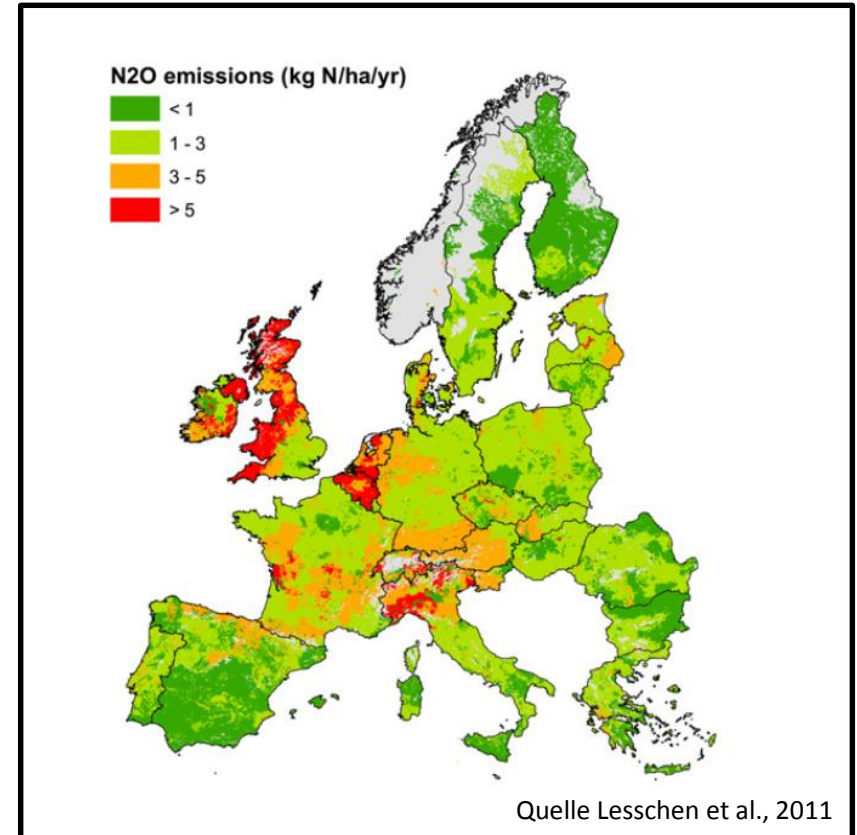 N2O emissions (kg N/ha/yr)
< 1
1 - 3
3 - 5
> 5
Quelle Lesschen et al., 2011